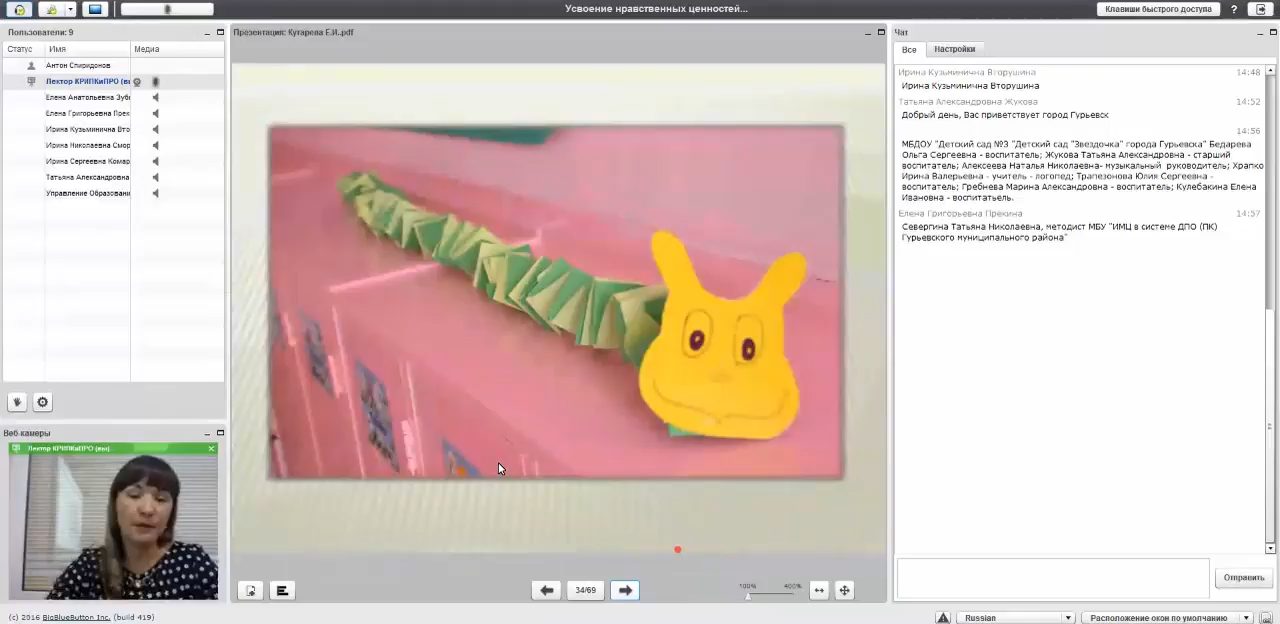 Усвоение нравственных ценностей...
Клавиши быстрого доступа
?
Пользователи: 9
Статус Имя Медиа
Антон Спиридонов
Лектор КРИПКиПРО (вы
Елена Анатольевна Зуб
Елена Григорьевна Прек
Ирина Кузьминична Вто
Ирина Николаевна Смор
Ирина Сергеевна Комар
Татьяна Александровна
Управление Образовани
Веб-камеры
Лектор КРИПКиПРО (вы)
Презентация: Кутарева Е.И..pdf
34/69
100% 400%
Чат
Все Настройки
Ирина Кузьминична Вторушина 14:48
Ирина Кузьминична Вторушина
Татьяна Александровна Жукова 14:52
Добрый день, Вас приветствует город Гурьевск
14:56
МБДОУ "Детский сад №3 "Детский сад "Звездочка" города Гурьевска" Бедарева
Ольга Сергеевна - воспитатель; Жукова Татьяна Александровна - старший
воспитатель; Алексеева Наталья Николаевна- музыкальный руководитель; Храпко
Ирина Валерьевна - учитель - логопед; Трапезонова Юлия Сергеевна -
воспитатель; Гребнева Марина Александровна - воспитатель; Кулебакина Елена
Ивановна - воспитатьель.
Елена Григорьевна Прекина 14:57
Севергина Татьяна Николаевна, методист МБУ "ИМЦ в системе ДПО (ПК)
Гурьевского муниципального района"
Отправить
(c) 2016 BigBlueButton Inc. (build 419)
Russian
Расположение окон по умолчанию